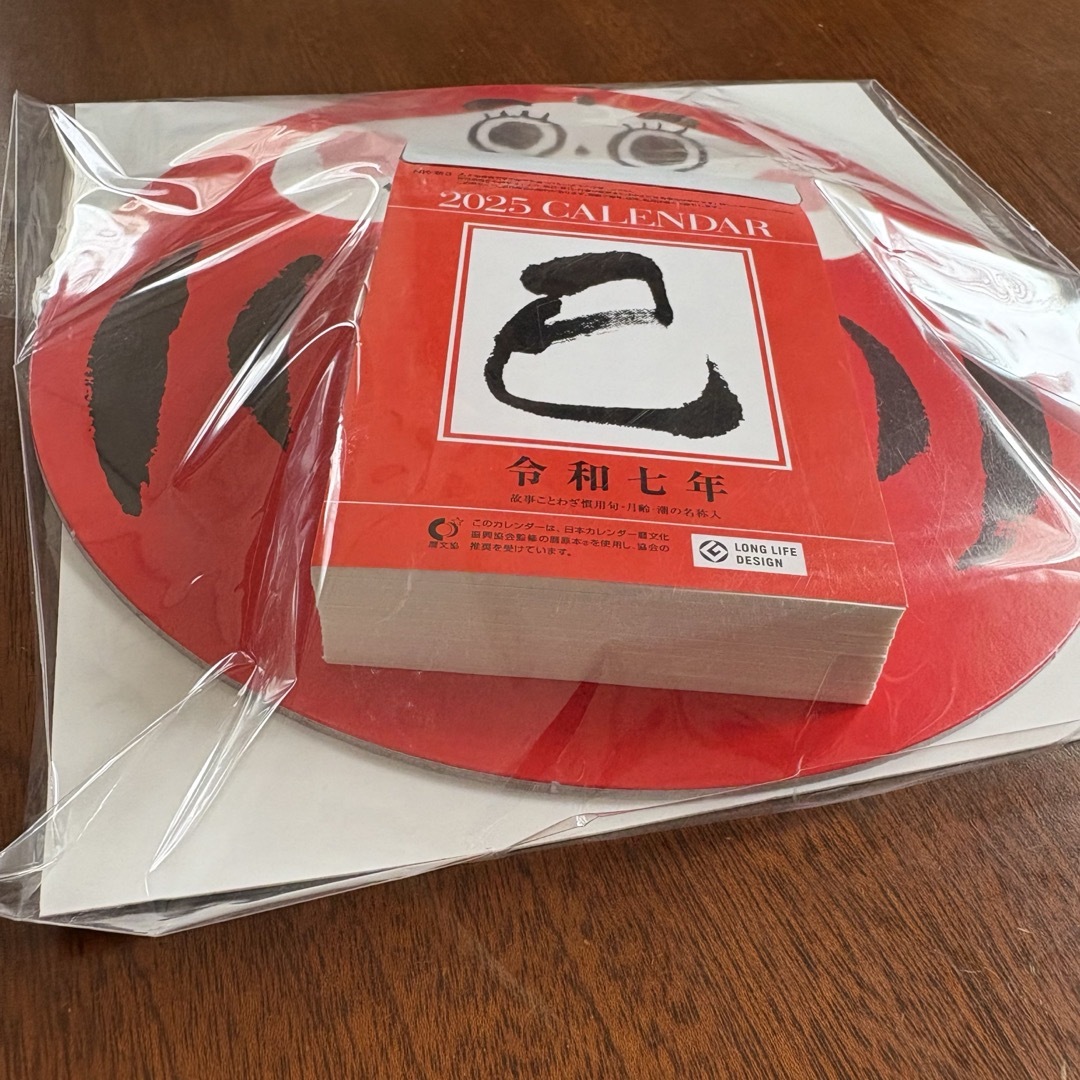 2025 CALENDAR
巳
令和七年
故事ことわざ慣用句・月齢・潮の名称入
暦文協
このカレンダーは、日本カレンダー暦文化
振興協会監修の暦原本®を使用し、協会の
推奨を受けています。
LONG LIFE
DESIGN